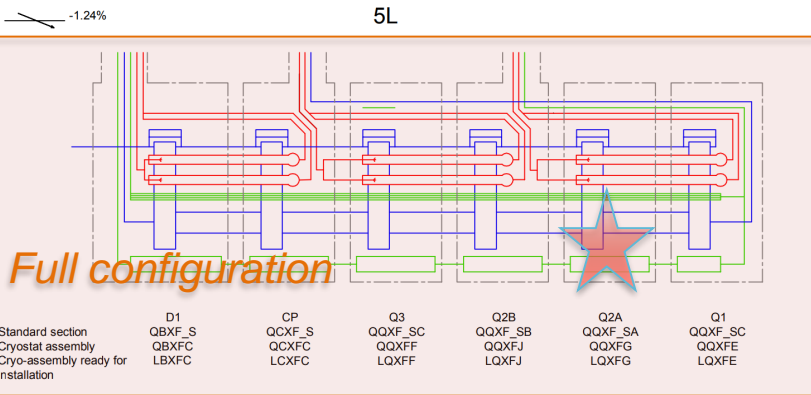 -1.24%
5L
Full configuration
D1 CP Q3 Q2B Q2A Q1
Standard section QBXF_S QCXF_S QQXF_SC QQXF_SB QQXF_SA QQXF_SC
Cryostat assembly QBXFC QCXFC QQXFF QQXFJ QQXFG QQXFE
Cryo-assembly ready for LBXFC LCXFC LQXFF LQXFJ LQXFG LQXFE
installation